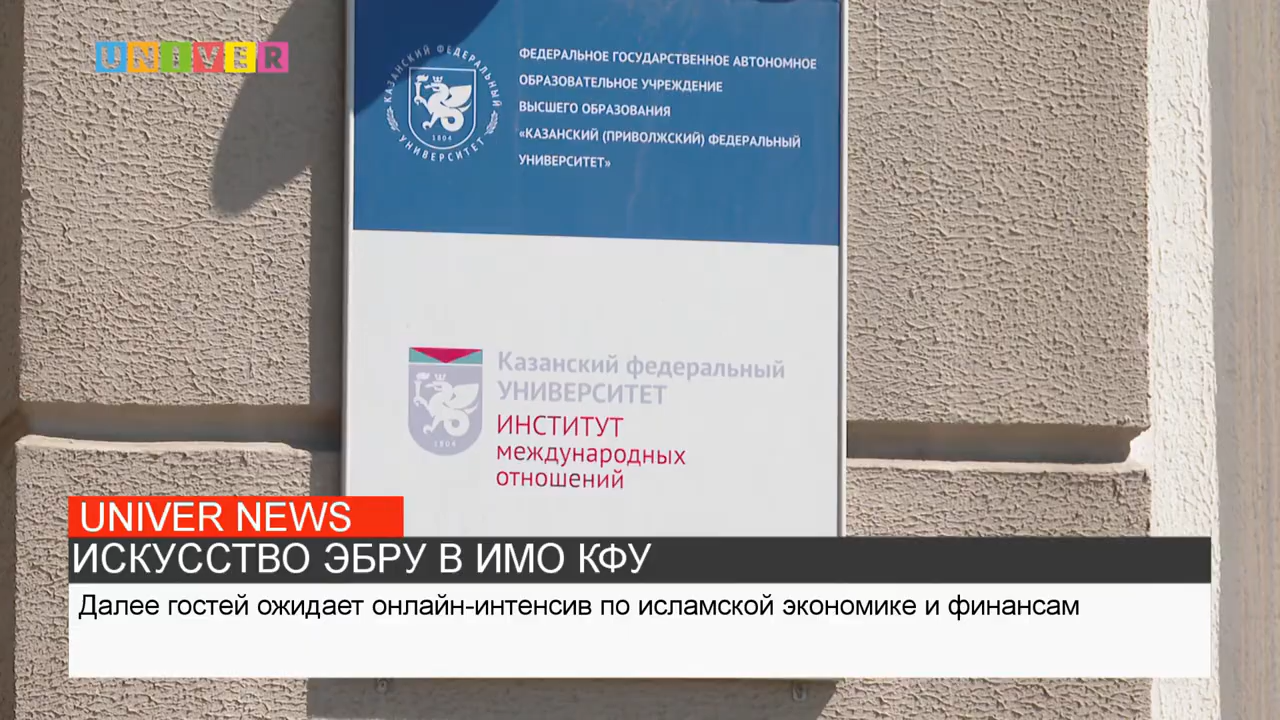 UNIVER
КАЗАНСКИЙ ФЕДЕРАЛЬНЫЙ УНИВЕРСИТЕТ
1804
ФЕДЕРАЛЬНОЕ ГОСУДАРСТВЕННОЕ АВТОНОМНОЕ
ОБРАЗОВАТЕЛЬНОЕ УЧРЕЖДЕНИЕ
ВЫСШЕГО ОБРАЗОВАНИЯ
«КАЗАНСКИЙ (ПРИВОЛЖСКИЙ) ФЕДЕРАЛЬНЫЙ
УНИВЕРСИТЕТ»
Казанский федеральный
УНИВЕРСИТЕТ
ИНСТИТУТ
международных
отношений
1804
UNIVER NEWS
ИСКУССТВО ЭБРУ В ИМО КФУ
Далее гостей ожидает онлайн-интенсив по исламской экономике и финансам